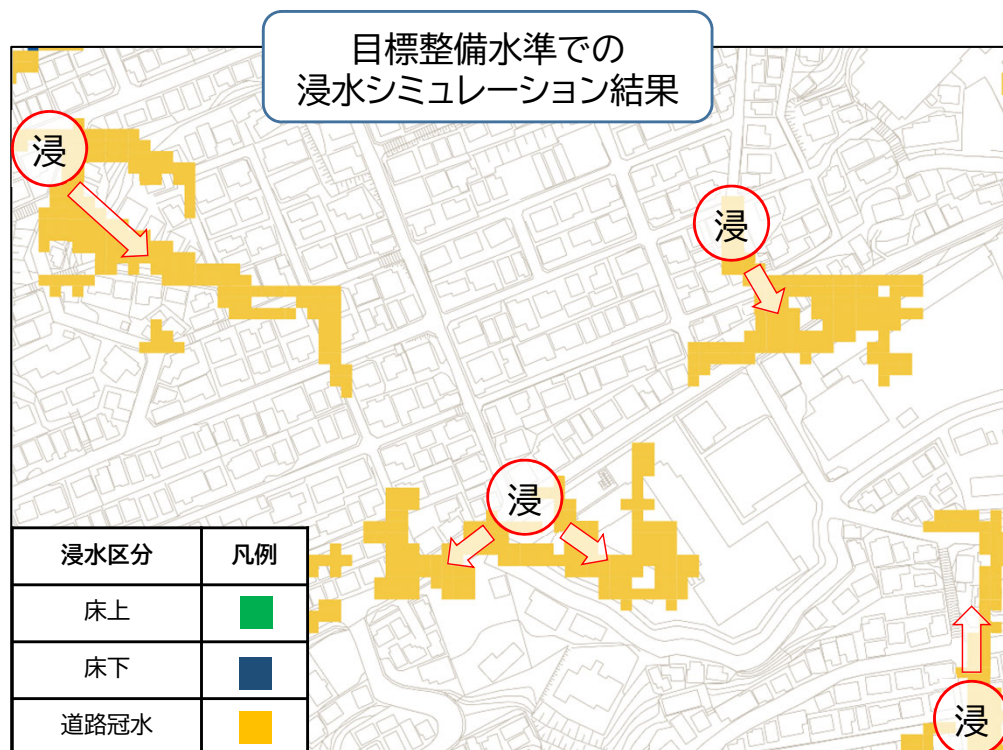 目標整備水準での
浸水シミュレーション結果
浸
浸
浸
浸水区分 凡例
床上
床下
道路冠水
浸